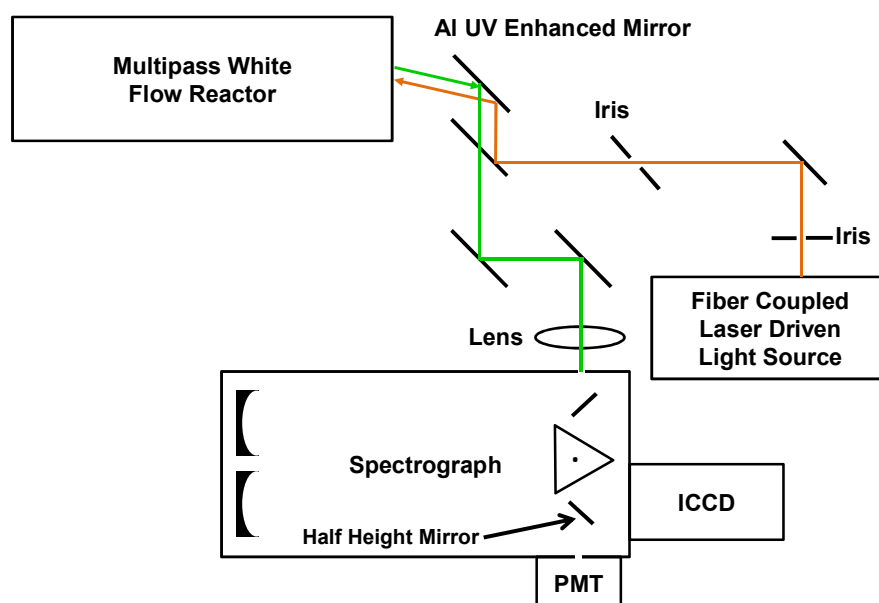 Al UV Enhanced Mirror
Multipass White
Flow Reactor
Iris
Iris
Fiber Coupled
Laser Driven
Light Source
Lens
Spectrograph
ICCD
Half Height Mirror
PMT